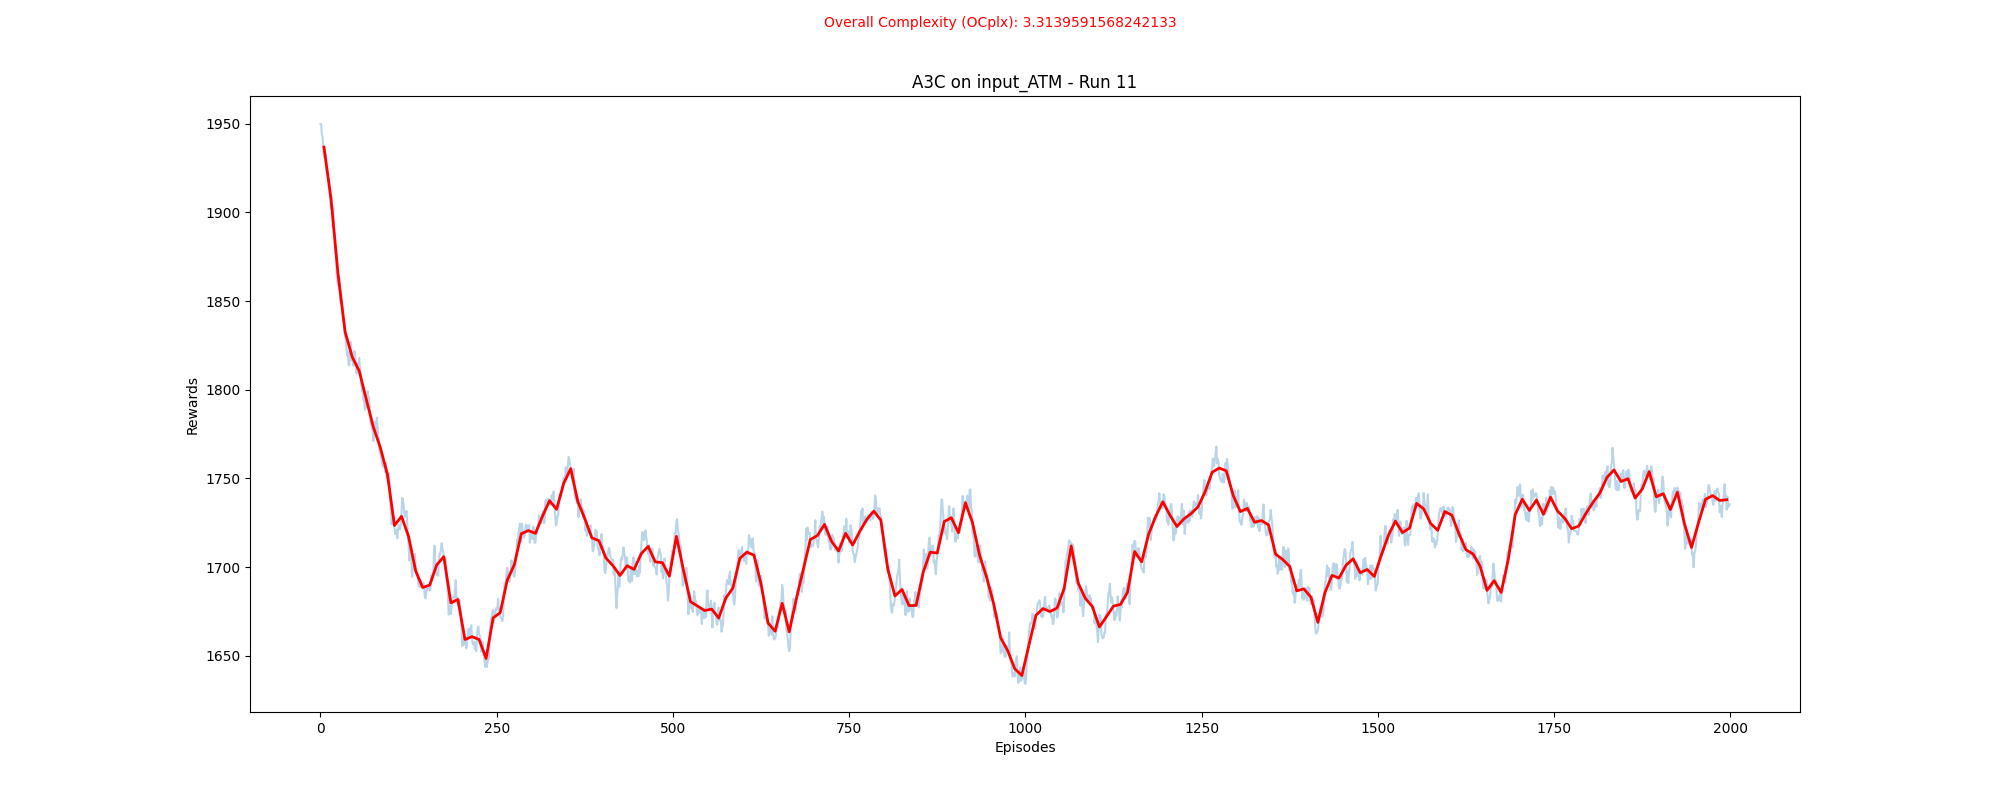 Overall Complexity (OCplx): 3.3139591568242133
A3C on input_ATM - Run 11
1950
1900
1850
1800
1750
1700
1650
Rewards
0 250 500 750 1000 1250 1500 1750 2000
Episodes